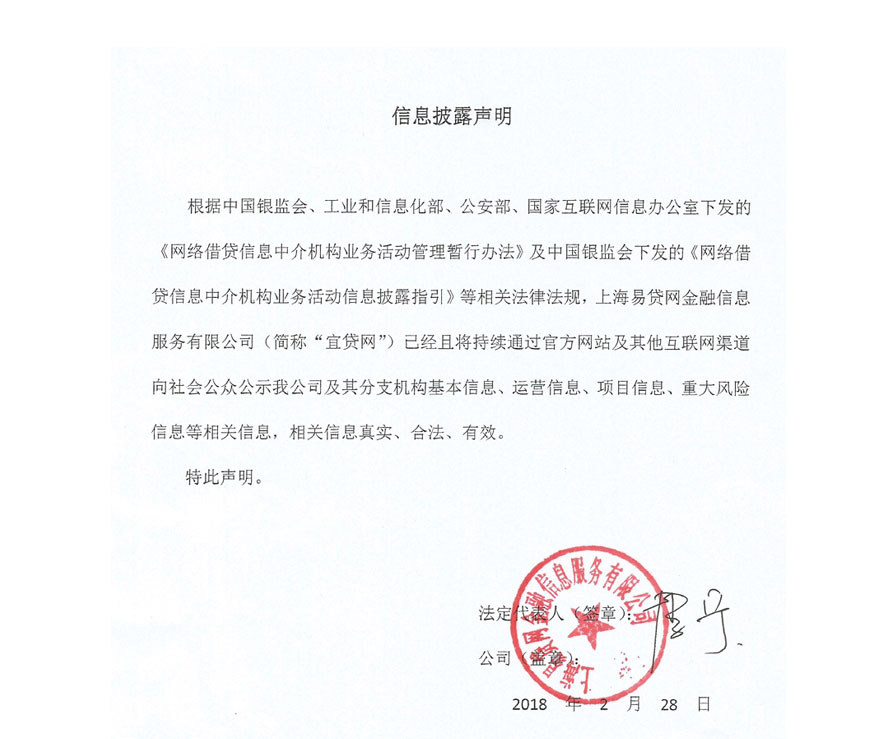 信息披露声明
根据中国银监会、工业和信息化部、公安部、国家互联网信息办公室下发的
《网络借贷信息中介机构业务活动管理暂行办法》及中国银监会下发的《网络借
贷信息中介机构业务活动信息披露指引》等相关法律法规，上海易贷网金融信息
服务有限公司（简称“宜贷网”）已经且将持续通过官方网站及其他互联网渠道
向社会公众公示我公司及其分支机构基本信息、运营信息、项目信息、重大风险
信息等相关信息，相关信息真实、合法、有效。
特此声明。
上海易贷网金融信息服务有限公司
法定代表人（签章）：
公司（盖章）：
2018 年 2 月 28 日